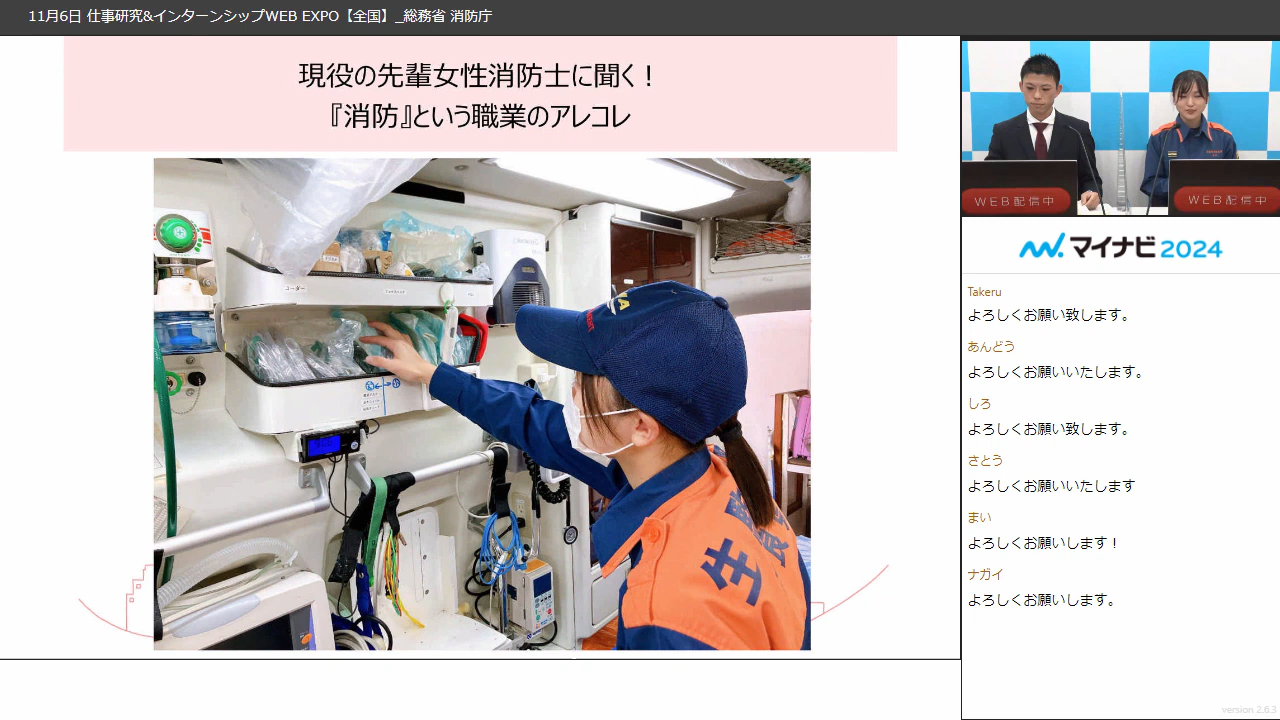 11月6日 仕事研究&インターンシップWEB EXPO【全国】_総務省 消防庁
現役の先輩女性消防士に聞く!
『消防』という職業のアレコレ
WEB配信中
WEB配信中
マイナビ2024
Takeru
よろしくお願い致します。
あんどう
よろしくお願いいたします。
しろ
よろしくお願い致します。
さとう
よろしくお願いいたします
まい
よろしくお願いします!
ナガイ
よろしくお願いします。
version 2.6.3